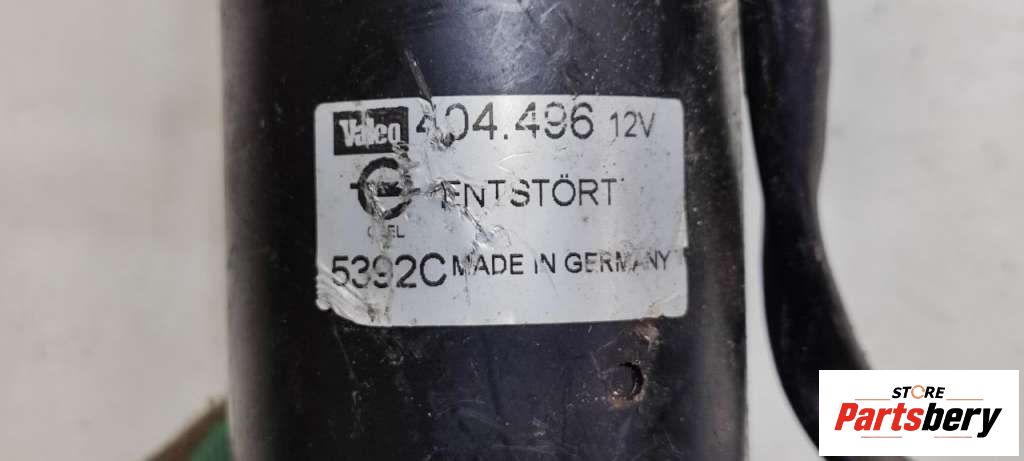 Valeo 404.496 12V
ENTSTÖRT
OPEL
5392C MADE IN GERMANY
STORE
Partsbery